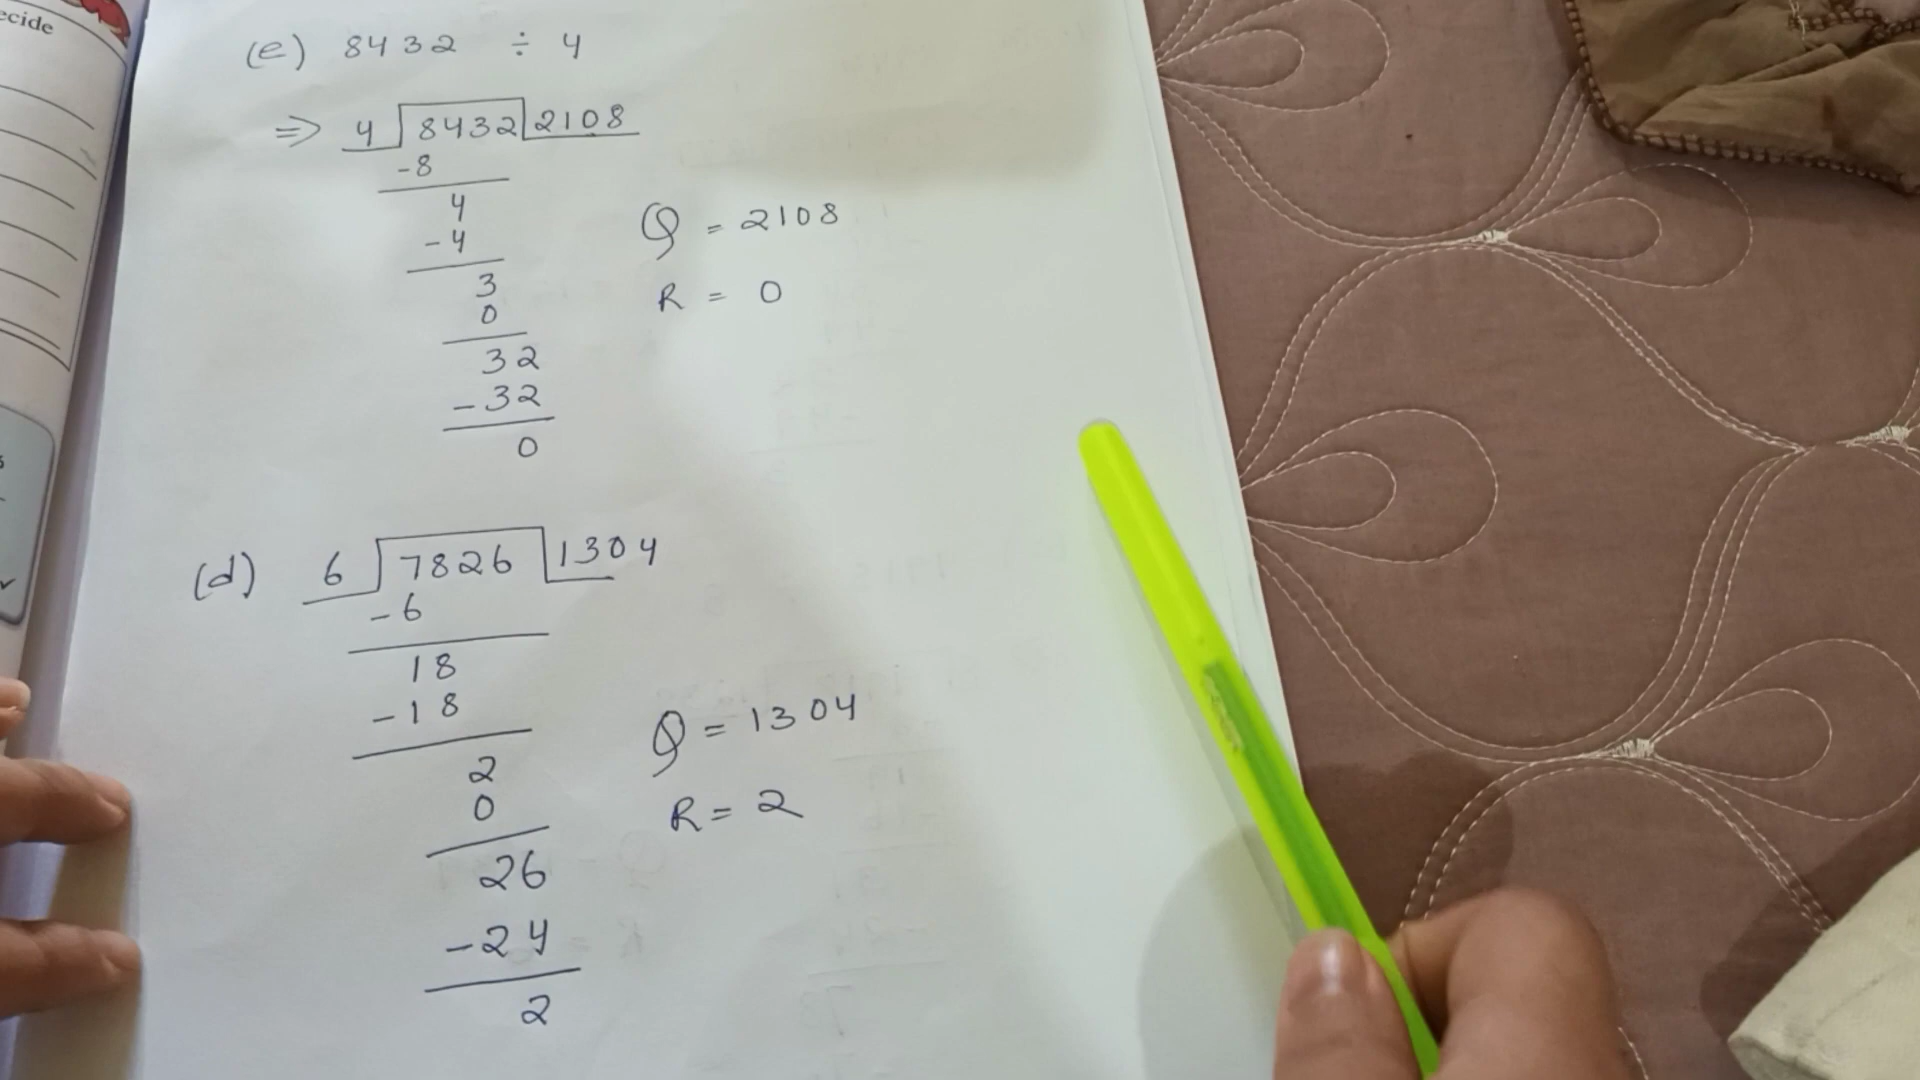 ecide
(e) 8432 ÷ 4
⇒ 4 8432 2108
-8
4
-4
3
0
32
-32
0
Q = 2108
R = 0
(d) 6 7826 1304
-6
18
-18
2
0
26
-24
2
Q = 1304
R = 2